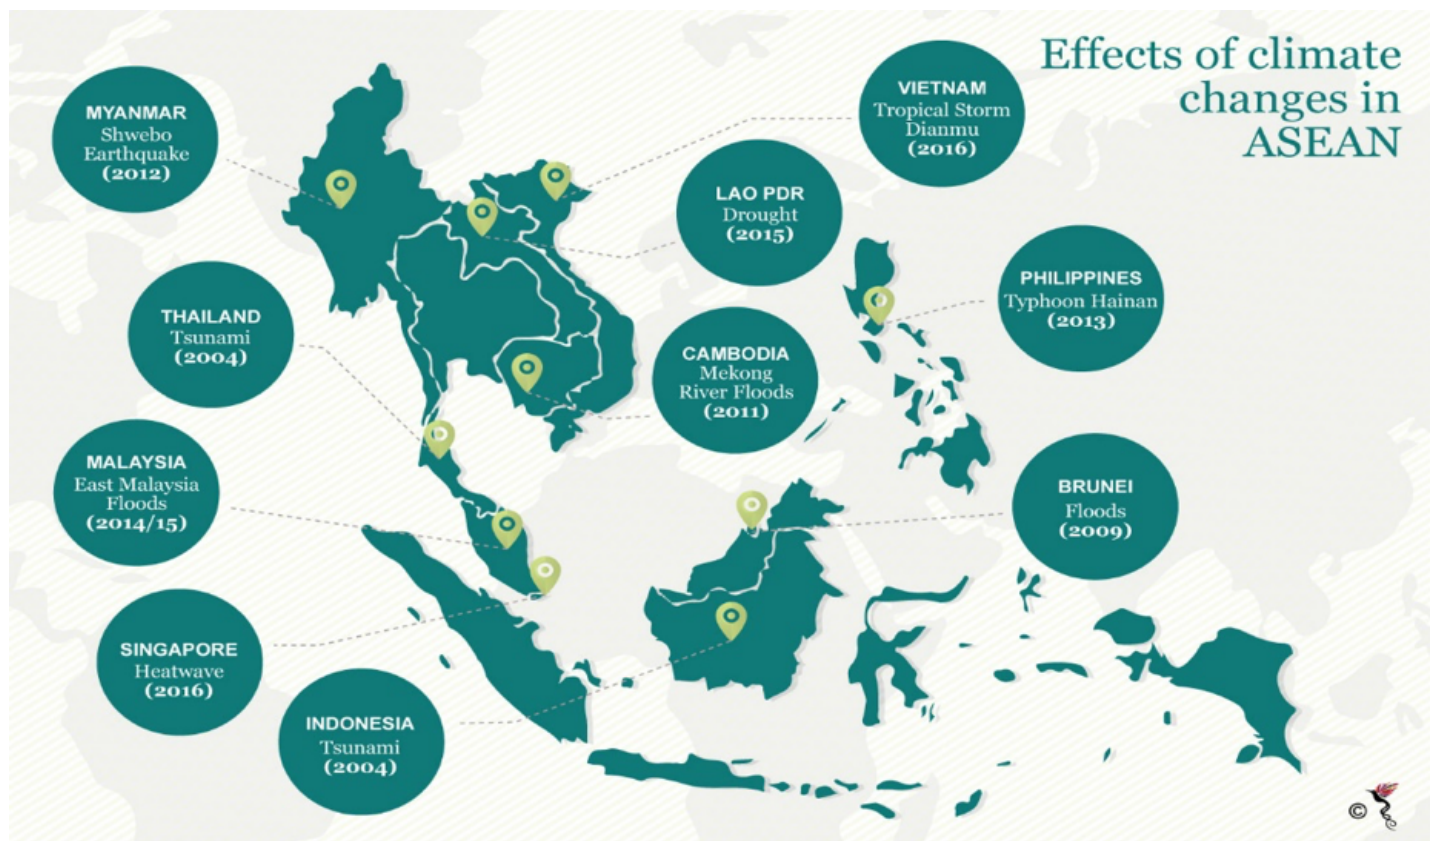 Effects of climate
changes in
ASEAN
MYANMAR
Shwebo
Earthquake
(2012)
VIETNAM
Tropical Storm
Dianmu
(2016)
LAO PDR
Drought
(2015)
PHILIPPINES
Typhoon Hainan
(2013)
THAILAND
Tsunami
(2004)
CAMBODIA
Mekong
River Floods
(2011)
MALAYSIA
East Malaysia
Floods
(2014/15)
BRUNEI
Floods
(2009)
SINGAPORE
Heatwave
(2016)
INDONESIA
Tsunami
(2004)
©